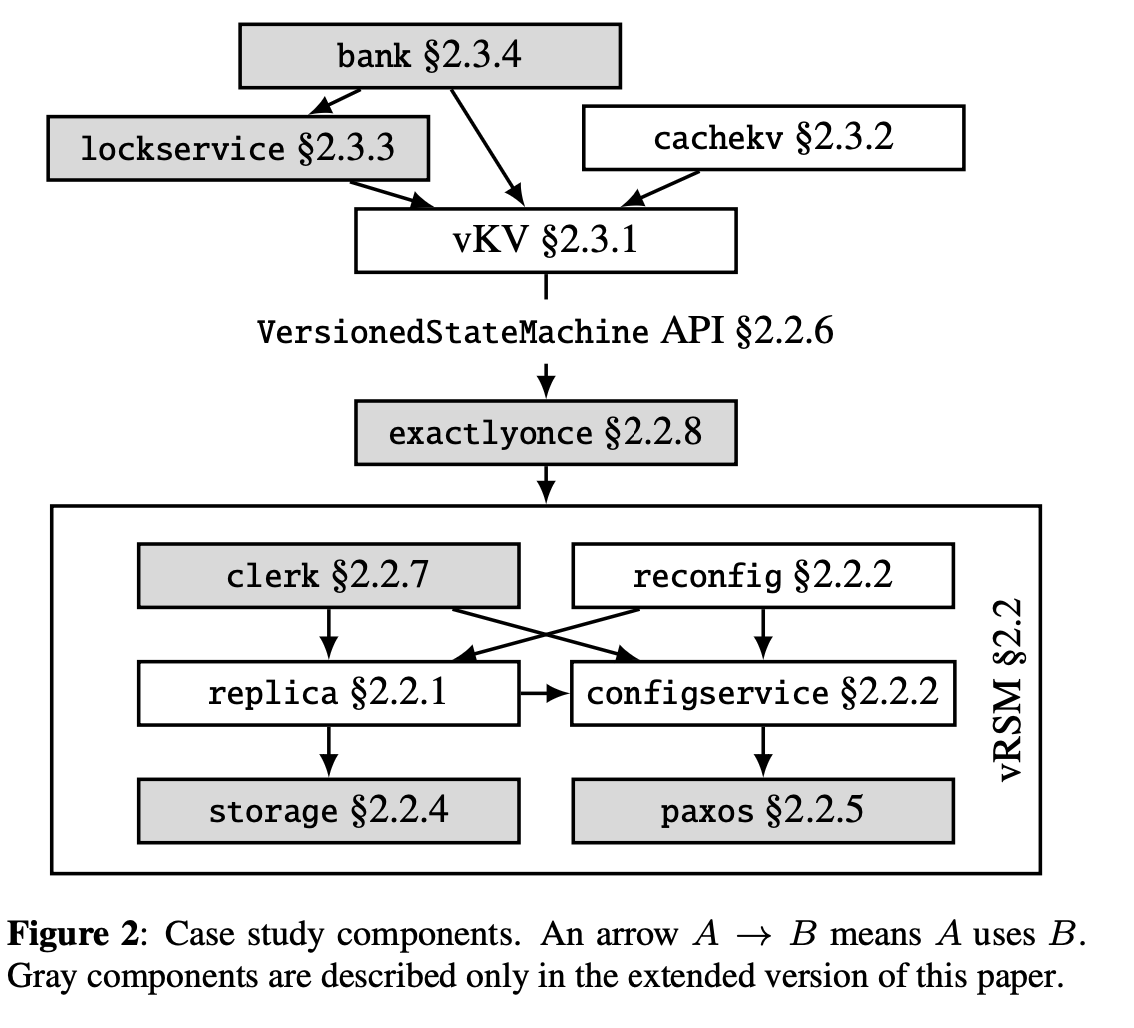 bank §2.3.4
lockservice §2.3.3
cachekv §2.3.2
vKV §2.3.1
VersionedStateMachine API §2.2.6
exactlyonce §2.2.8
clerk §2.2.7
reconfig §2.2.2
replica §2.2.1
configservice §2.2.2
storage §2.2.4
paxos §2.2.5
vRSM §2.2
Figure 2: Case study components. An arrow A → B means A uses B.
Gray components are described only in the extended version of this paper.